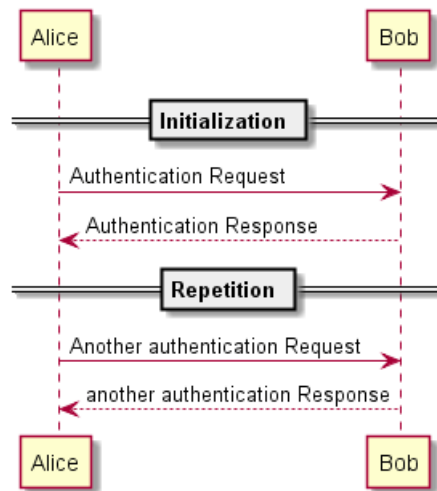 Alice Bob
Initialization
Authentication Request
Authentication Response
Repetition
Another authentication Request
another authentication Response
Alice Bob